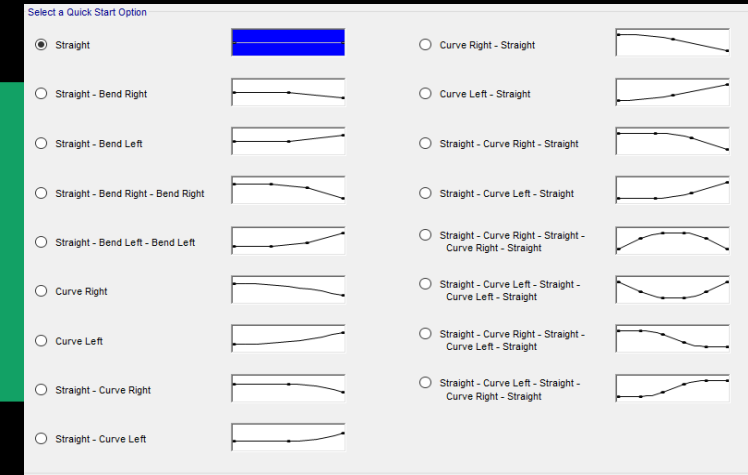 Select a Quick Start Option
Straight
Straight - Bend Right
Straight - Bend Left
Straight - Bend Right - Bend Right
Straight - Bend Left - Bend Left
Curve Right
Curve Left
Straight - Curve Right
Straight - Curve Left
Curve Right - Straight
Curve Left - Straight
Straight - Curve Right - Straight
Straight - Curve Left - Straight
Straight - Curve Right - Straight -
Curve Right - Straight
Straight - Curve Left - Straight -
Curve Left - Straight
Straight - Curve Right - Straight -
Curve Left - Straight
Straight - Curve Left - Straight -
Curve Right - Straight